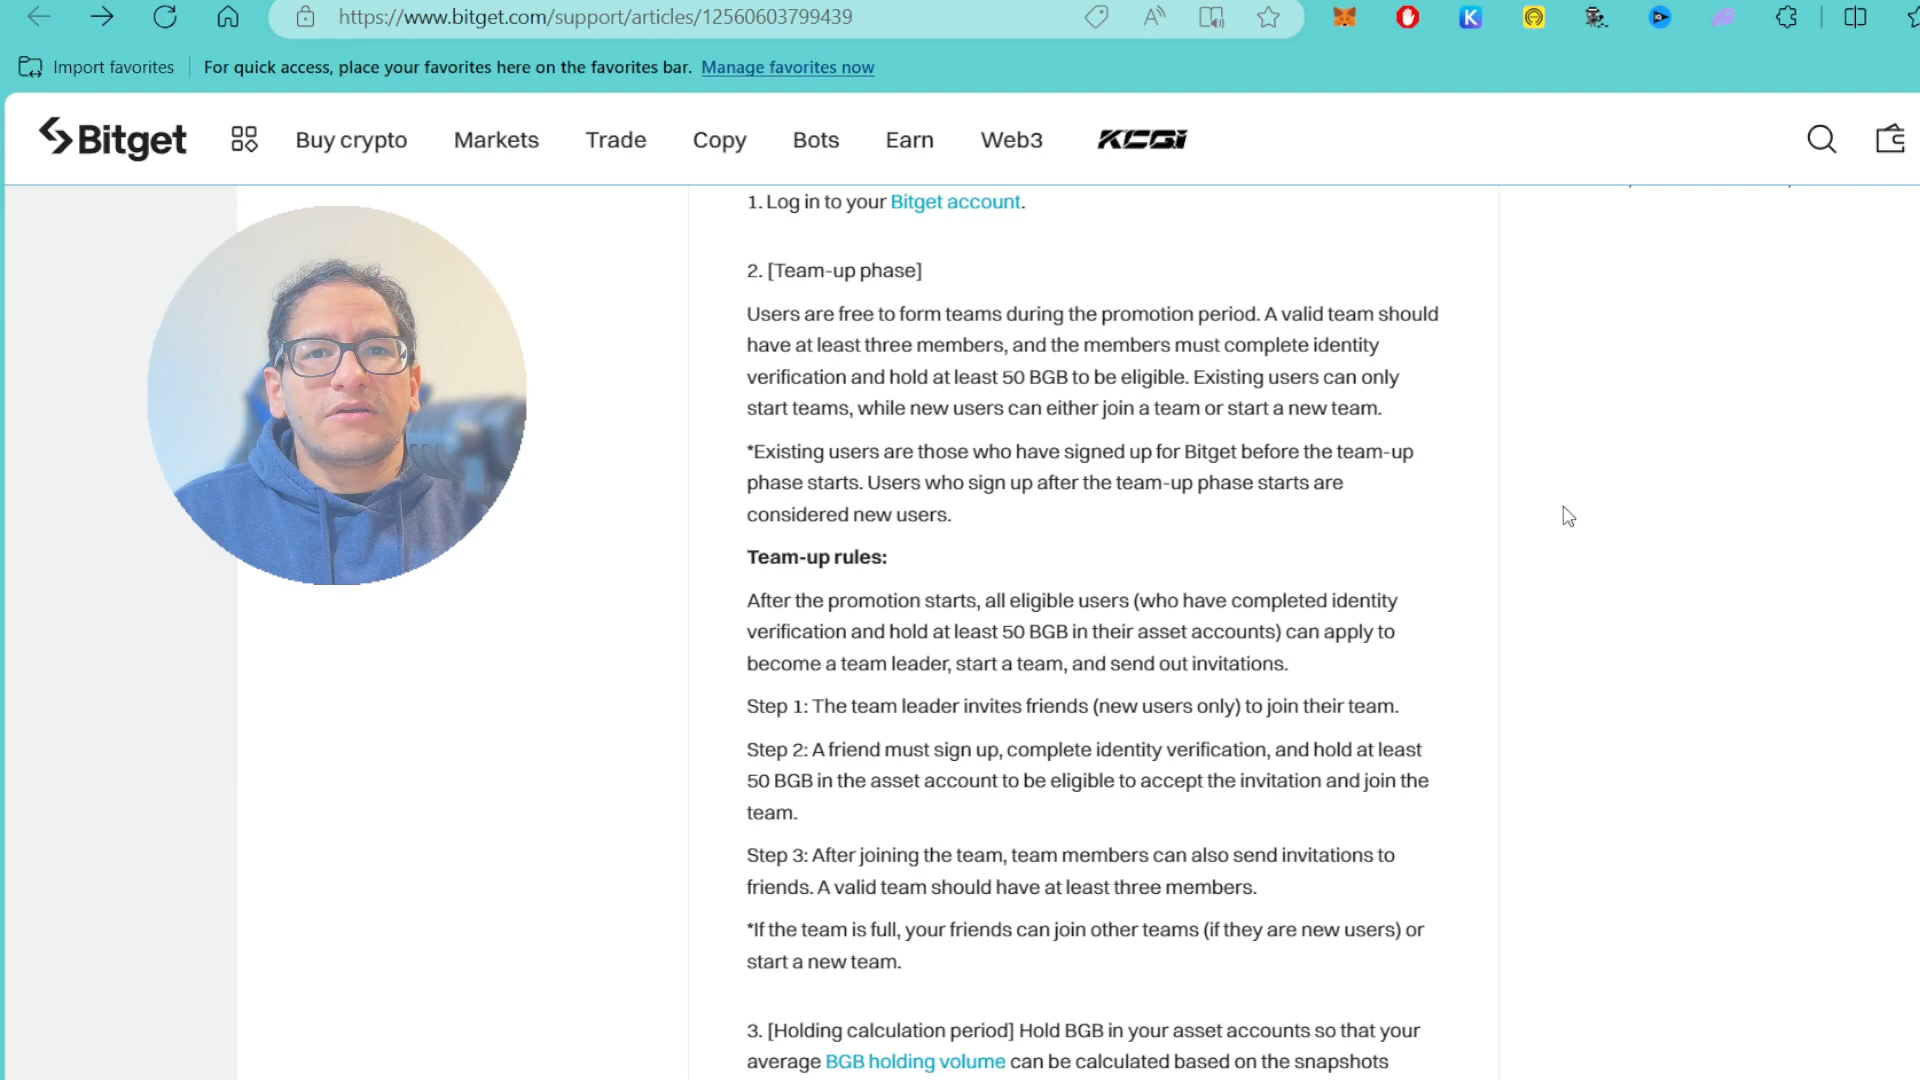 https://www.bitget.com/support/articles/12560603799439
Import favorites
For quick access, place your favorites here on the favorites bar. Manage favorites now
Bitget
Buy crypto
Markets
Trade
Copy
Bots
Earn
Web3
KCGI
1. Log in to your Bitget account.
2. [Team-up phase]
Users are free to form teams during the promotion period. A valid team should
have at least three members, and the members must complete identity
verification and hold at least 50 BGB to be eligible. Existing users can only
start teams, while new users can either join a team or start a new team.
*Existing users are those who have signed up for Bitget before the team-up
phase starts. Users who sign up after the team-up phase starts are
considered new users.
Team-up rules:
After the promotion starts, all eligible users (who have completed identity
verification and hold at least 50 BGB in their asset accounts) can apply to
become a team leader, start a team, and send out invitations.
Step 1: The team leader invites friends (new users only) to join their team.
Step 2: A friend must sign up, complete identity verification, and hold at least
50 BGB in the asset account to be eligible to accept the invitation and join the
team.
Step 3: After joining the team, team members can also send invitations to
friends. A valid team should have at least three members.
*If the team is full, your friends can join other teams (if they are new users) or
start a new team.
3. [Holding calculation period] Hold BGB in your asset accounts so that your
average BGB holding volume can be calculated based on the snapshots